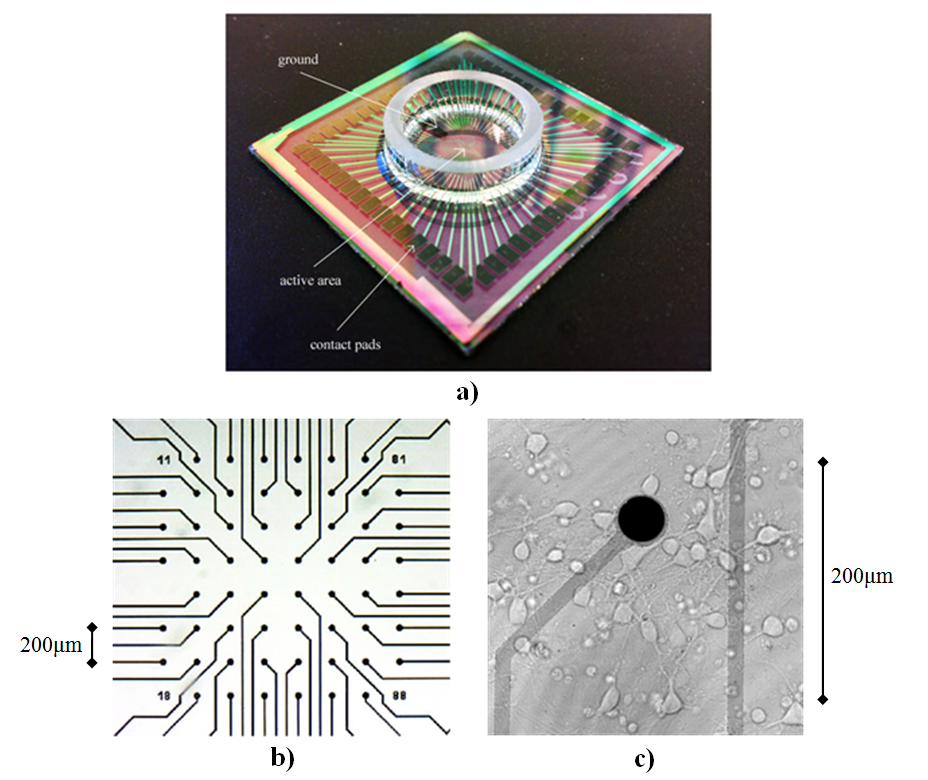 ground
active area
contact pads
a)
11
81
18
88
200μm
200μm
b)
c)